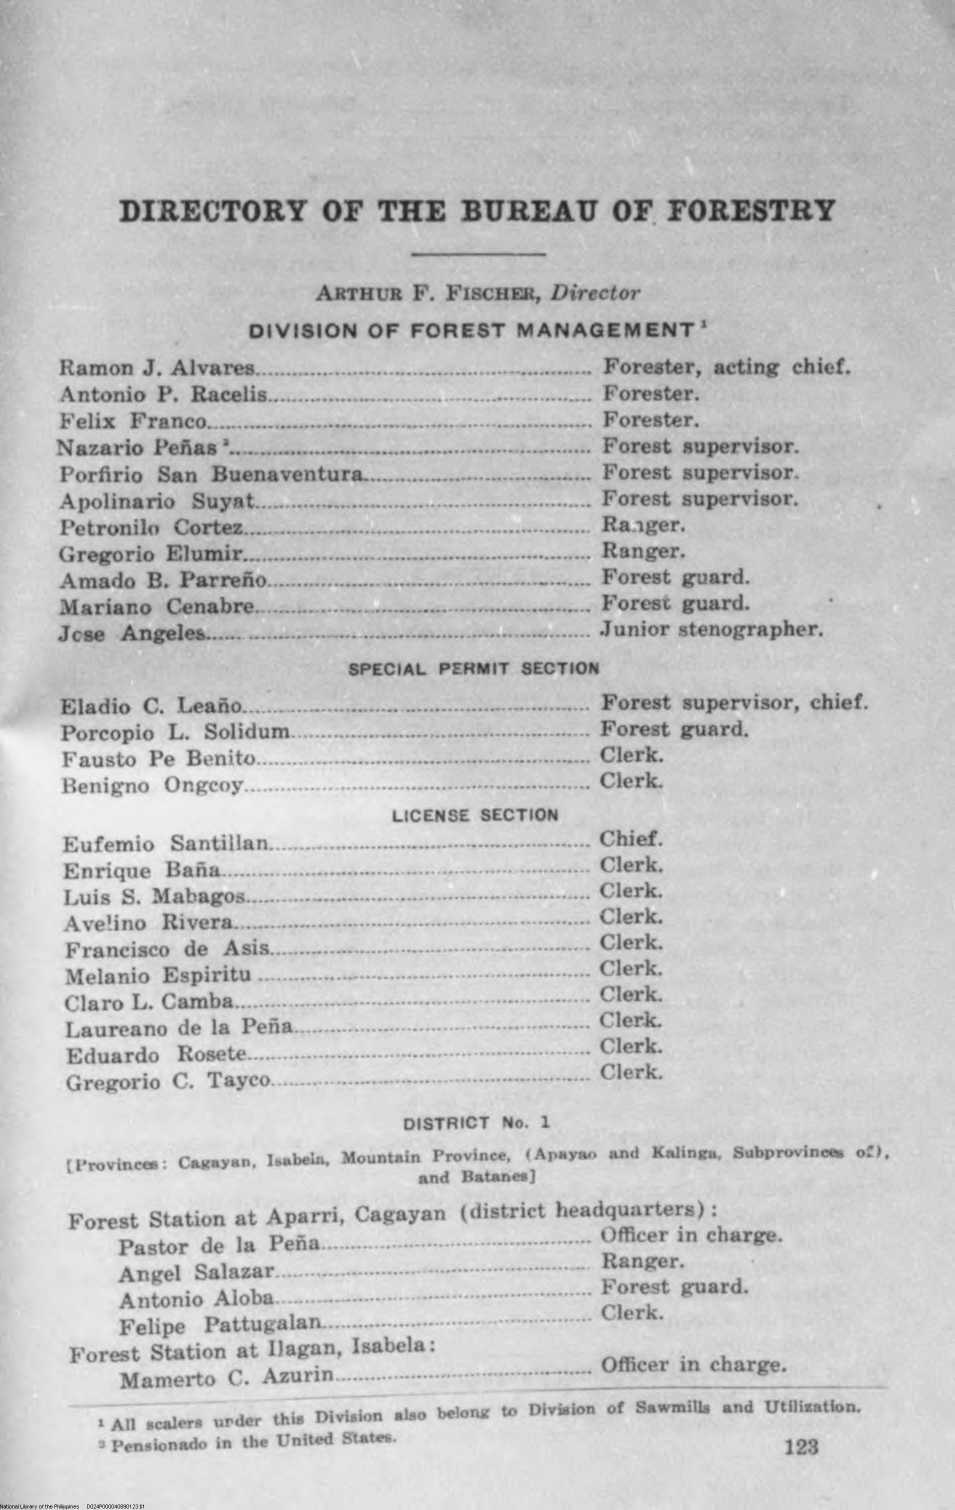 DIRECTORY OF THE BUREAU OF FORESTRY
ARTHUR F. FISCHER, Director
DIVISION OF FOREST MANAGEMENT ¹
Ramon J. Alvares.................... Forester, acting chief.
Antonio P. Racelis.................... Forester.
Felix Franco.................... Forester.
Nazario Peñas ².................... Forest supervisor.
Porfirio San Buenaventura.................... Forest supervisor.
Apolinario Suyat.................... Forest supervisor.
Petronilo Cortez.................... Ranger.
Gregorio Elumir.................... Ranger.
Amado B. Parreño.................... Forest guard.
Mariano Cenabre.................... Forest guard.
Jose Angeles.................... Junior stenographer.
SPECIAL PERMIT SECTION
Eladio C. Leaño.................... Forest supervisor, chief.
Porcopio L. Solidum.................... Forest guard.
Fausto Pe Benito.................... Clerk.
Benigno Ongcoy.................... Clerk.
LICENSE SECTION
Eufemio Santillan.................... Chief.
Enrique Baña.................... Clerk.
Luis S. Mabagos.................... Clerk.
Avelino Rivera.................... Clerk.
Francisco de Asis.................... Clerk.
Melanio Espiritu .................... Clerk.
Claro L. Camba.................... Clerk.
Laureano de la Peña.................... Clerk.
Eduardo Rosete.................... Clerk.
Gregorio C. Tayco.................... Clerk.
DISTRICT No. 1
[Provinces: Cagayan, Isabela, Mountain Province, (Apayao and Kalinga, Subprovinces of),
and Batanes]
Forest Station at Aparri, Cagayan (district headquarters):
Pastor de la Peña.................... Officer in charge.
Angel Salazar.................... Ranger.
Antonio Aloba.................... Forest guard.
Felipe Pattugalan.................... Clerk.
Forest Station at Ilagan, Isabela:
Mamerto C. Azurin.................... Officer in charge.
¹ All scalers under this Division also belong to Division of Sawmills and Utilization.
² Pensionado in the United States.
123
National Library of the Philippines